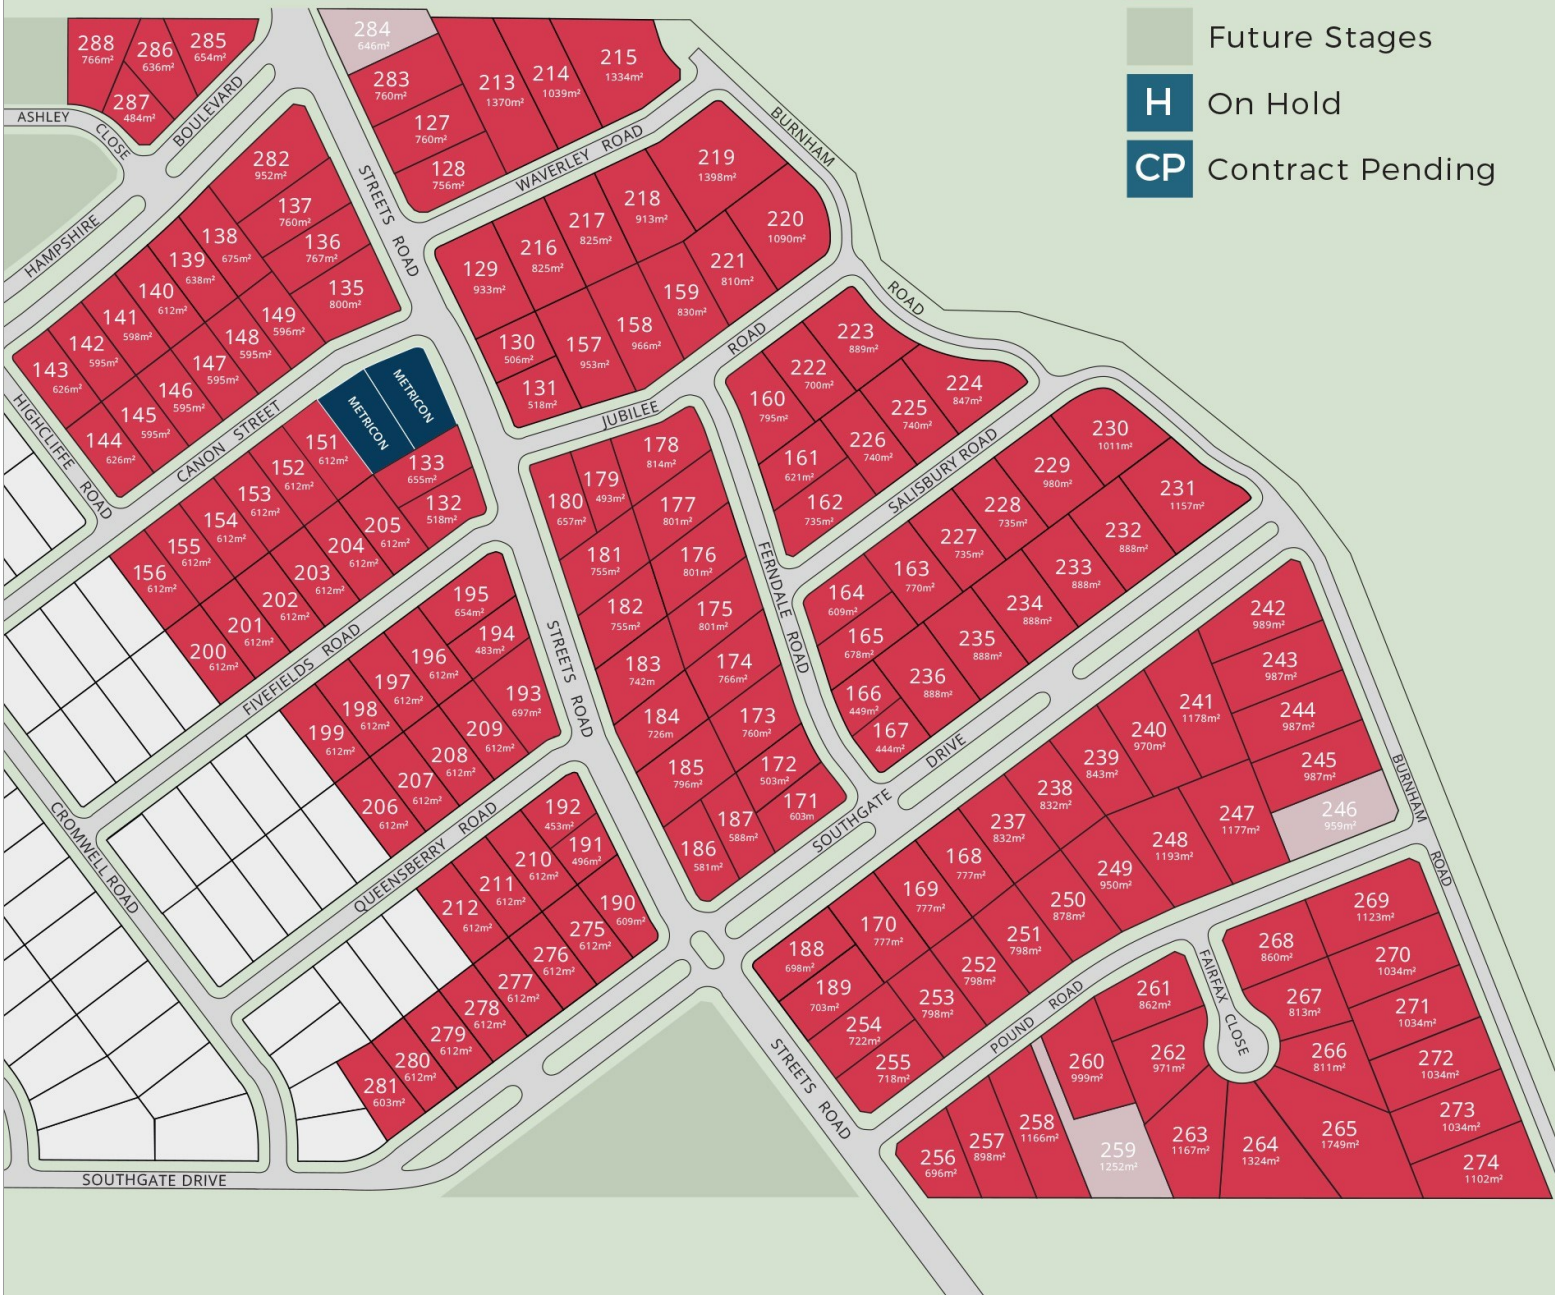 Future Stages
H
On Hold
CP
Contract Pending
288
766m²
286
636m²
285
654m²
287
484m²
ASHLEY
CLOSE
BOULEVARD
HAMPSHIRE
284
646m²
283
760m²
127
760m²
128
756m²
213
1370m²
214
1039m²
215
1334m²
WAVERLEY ROAD
BURNHAM
ROAD
STREETS ROAD
282
952m²
137
760m²
136
767m²
135
800m²
138
675m²
139
638m²
140
612m²
141
598m²
142
595m²
143
626m²
149
596m²
148
595m²
147
595m²
146
595m²
145
595m²
144
626m²
HIGHCLIFFE
ROAD
CANON STREET
219
1398m²
218
913m²
217
825m²
216
825m²
129
933m²
220
1090m²
221
810m²
159
830m²
158
966m²
157
953m²
130
506m²
131
518m²
JUBILEE
ROAD
METRICON
METRICON
151
612m²
152
612m²
153
612m²
154
612m²
155
612m²
156
612m²
133
655m²
132
518m²
205
612m²
204
612m²
203
612m²
202
612m²
201
612m²
200
612m²
FIVEFIELDS ROAD
223
889m²
222
700m²
160
795m²
224
847m²
225
740m²
226
740m²
161
621m²
162
735m²
SALISBURY ROAD
178
814m²
179
493m²
180
657m²
177
801m²
181
755m²
176
801m²
182
755m²
175
801m²
183
742m
174
766m²
184
726m
173
760m²
185
796m²
172
503m²
171
603m
187
588m²
186
581m²
FERNDALE ROAD
STREETS ROAD
230
1011m²
229
980m²
228
735m²
227
735m²
163
770m²
164
609m²
165
678m²
166
449m²
167
444m²
231
1157m²
232
888m²
233
888m²
234
888m²
235
888m²
236
888m²
SOUTHGATE
DRIVE
195
654m²
194
483m²
196
612m²
197
612m²
198
612m²
199
612m²
193
697m²
209
612m²
208
612m²
207
612m²
206
612m²
QUEENSBERRY ROAD
CROMWELL ROAD
192
453m²
191
496m²
210
612m²
211
612m²
212
612m²
190
609m²
275
612m²
276
612m²
277
612m²
278
612m²
279
612m²
280
612m²
281
603m²
SOUTHGATE DRIVE
242
989m²
243
987m²
244
987m²
245
987m²
246
959m²
241
1178m²
240
970m²
239
843m²
238
832m²
237
832m²
168
777m²
169
777m²
170
777m²
188
698m²
189
703m²
254
722m²
255
718m²
247
1177m²
248
1193m²
249
950m²
250
878m²
251
798m²
252
798m²
253
798m²
BURNHAM
ROAD
POUND ROAD
STREETS ROAD
FAIRFAX CLOSE
269
1123m²
268
860m²
270
1034m²
267
813m²
271
1034m²
266
811m²
272
1034m²
265
1749m²
273
1034m²
274
1102m²
264
1324m²
263
1167m²
262
971m²
261
862m²
260
999m²
259
1252m²
258
1166m²
257
898m²
256
696m²